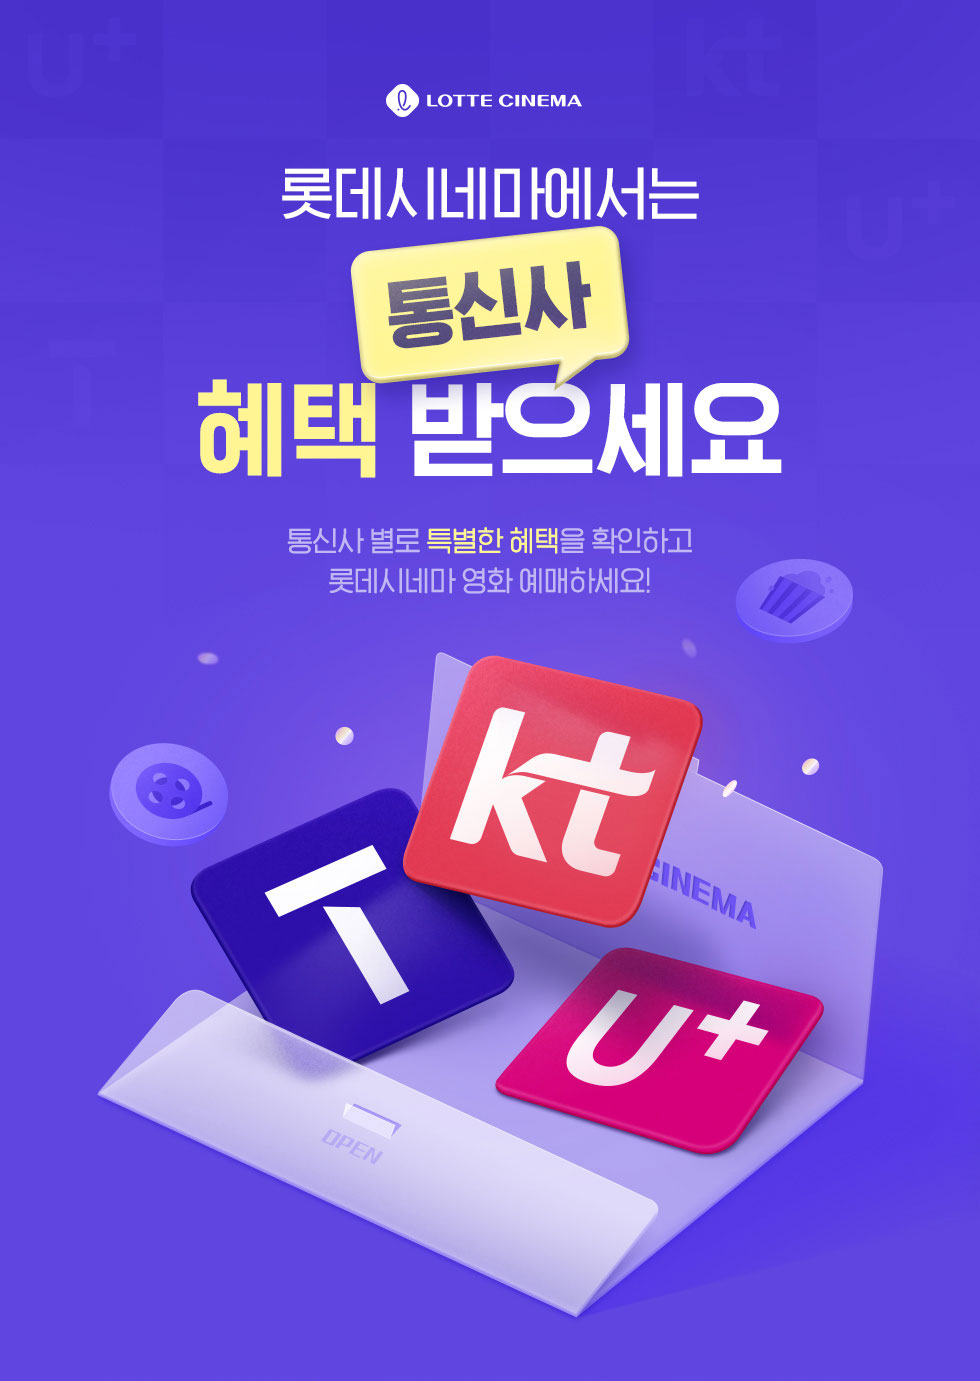 U+
kt
LOTTE CINEMA
롯데시네마에서는
U+
통신사
T
혜택 받으세요
통신사 별로 특별한 혜택을 확인하고
롯데시네마 영화 예매하세요!
kt
T
CINEMA
U+
OPEN